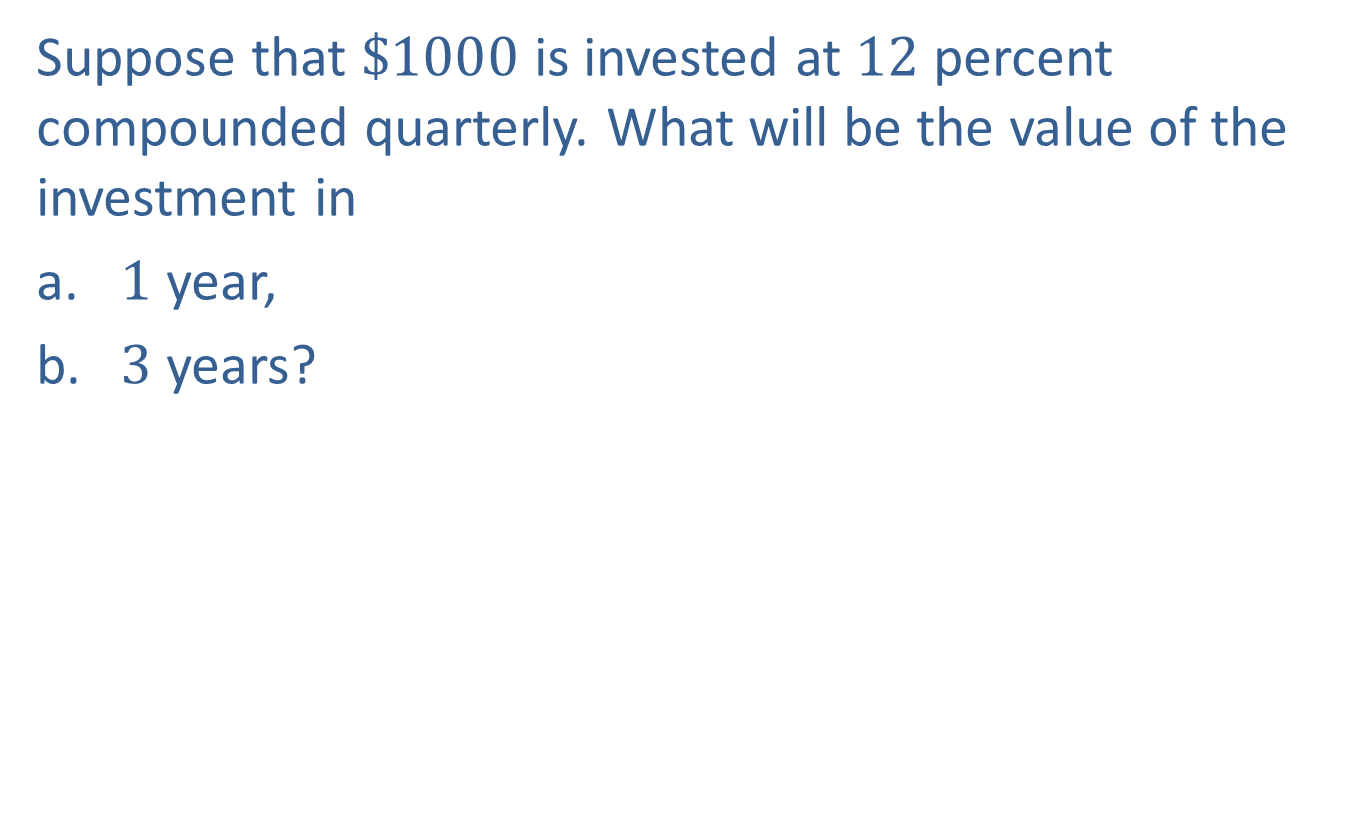 Suppose that $1000 is invested at 12 percent
compounded quarterly. What will be the value of the
investment in
a. 1 year,
b. 3 years?